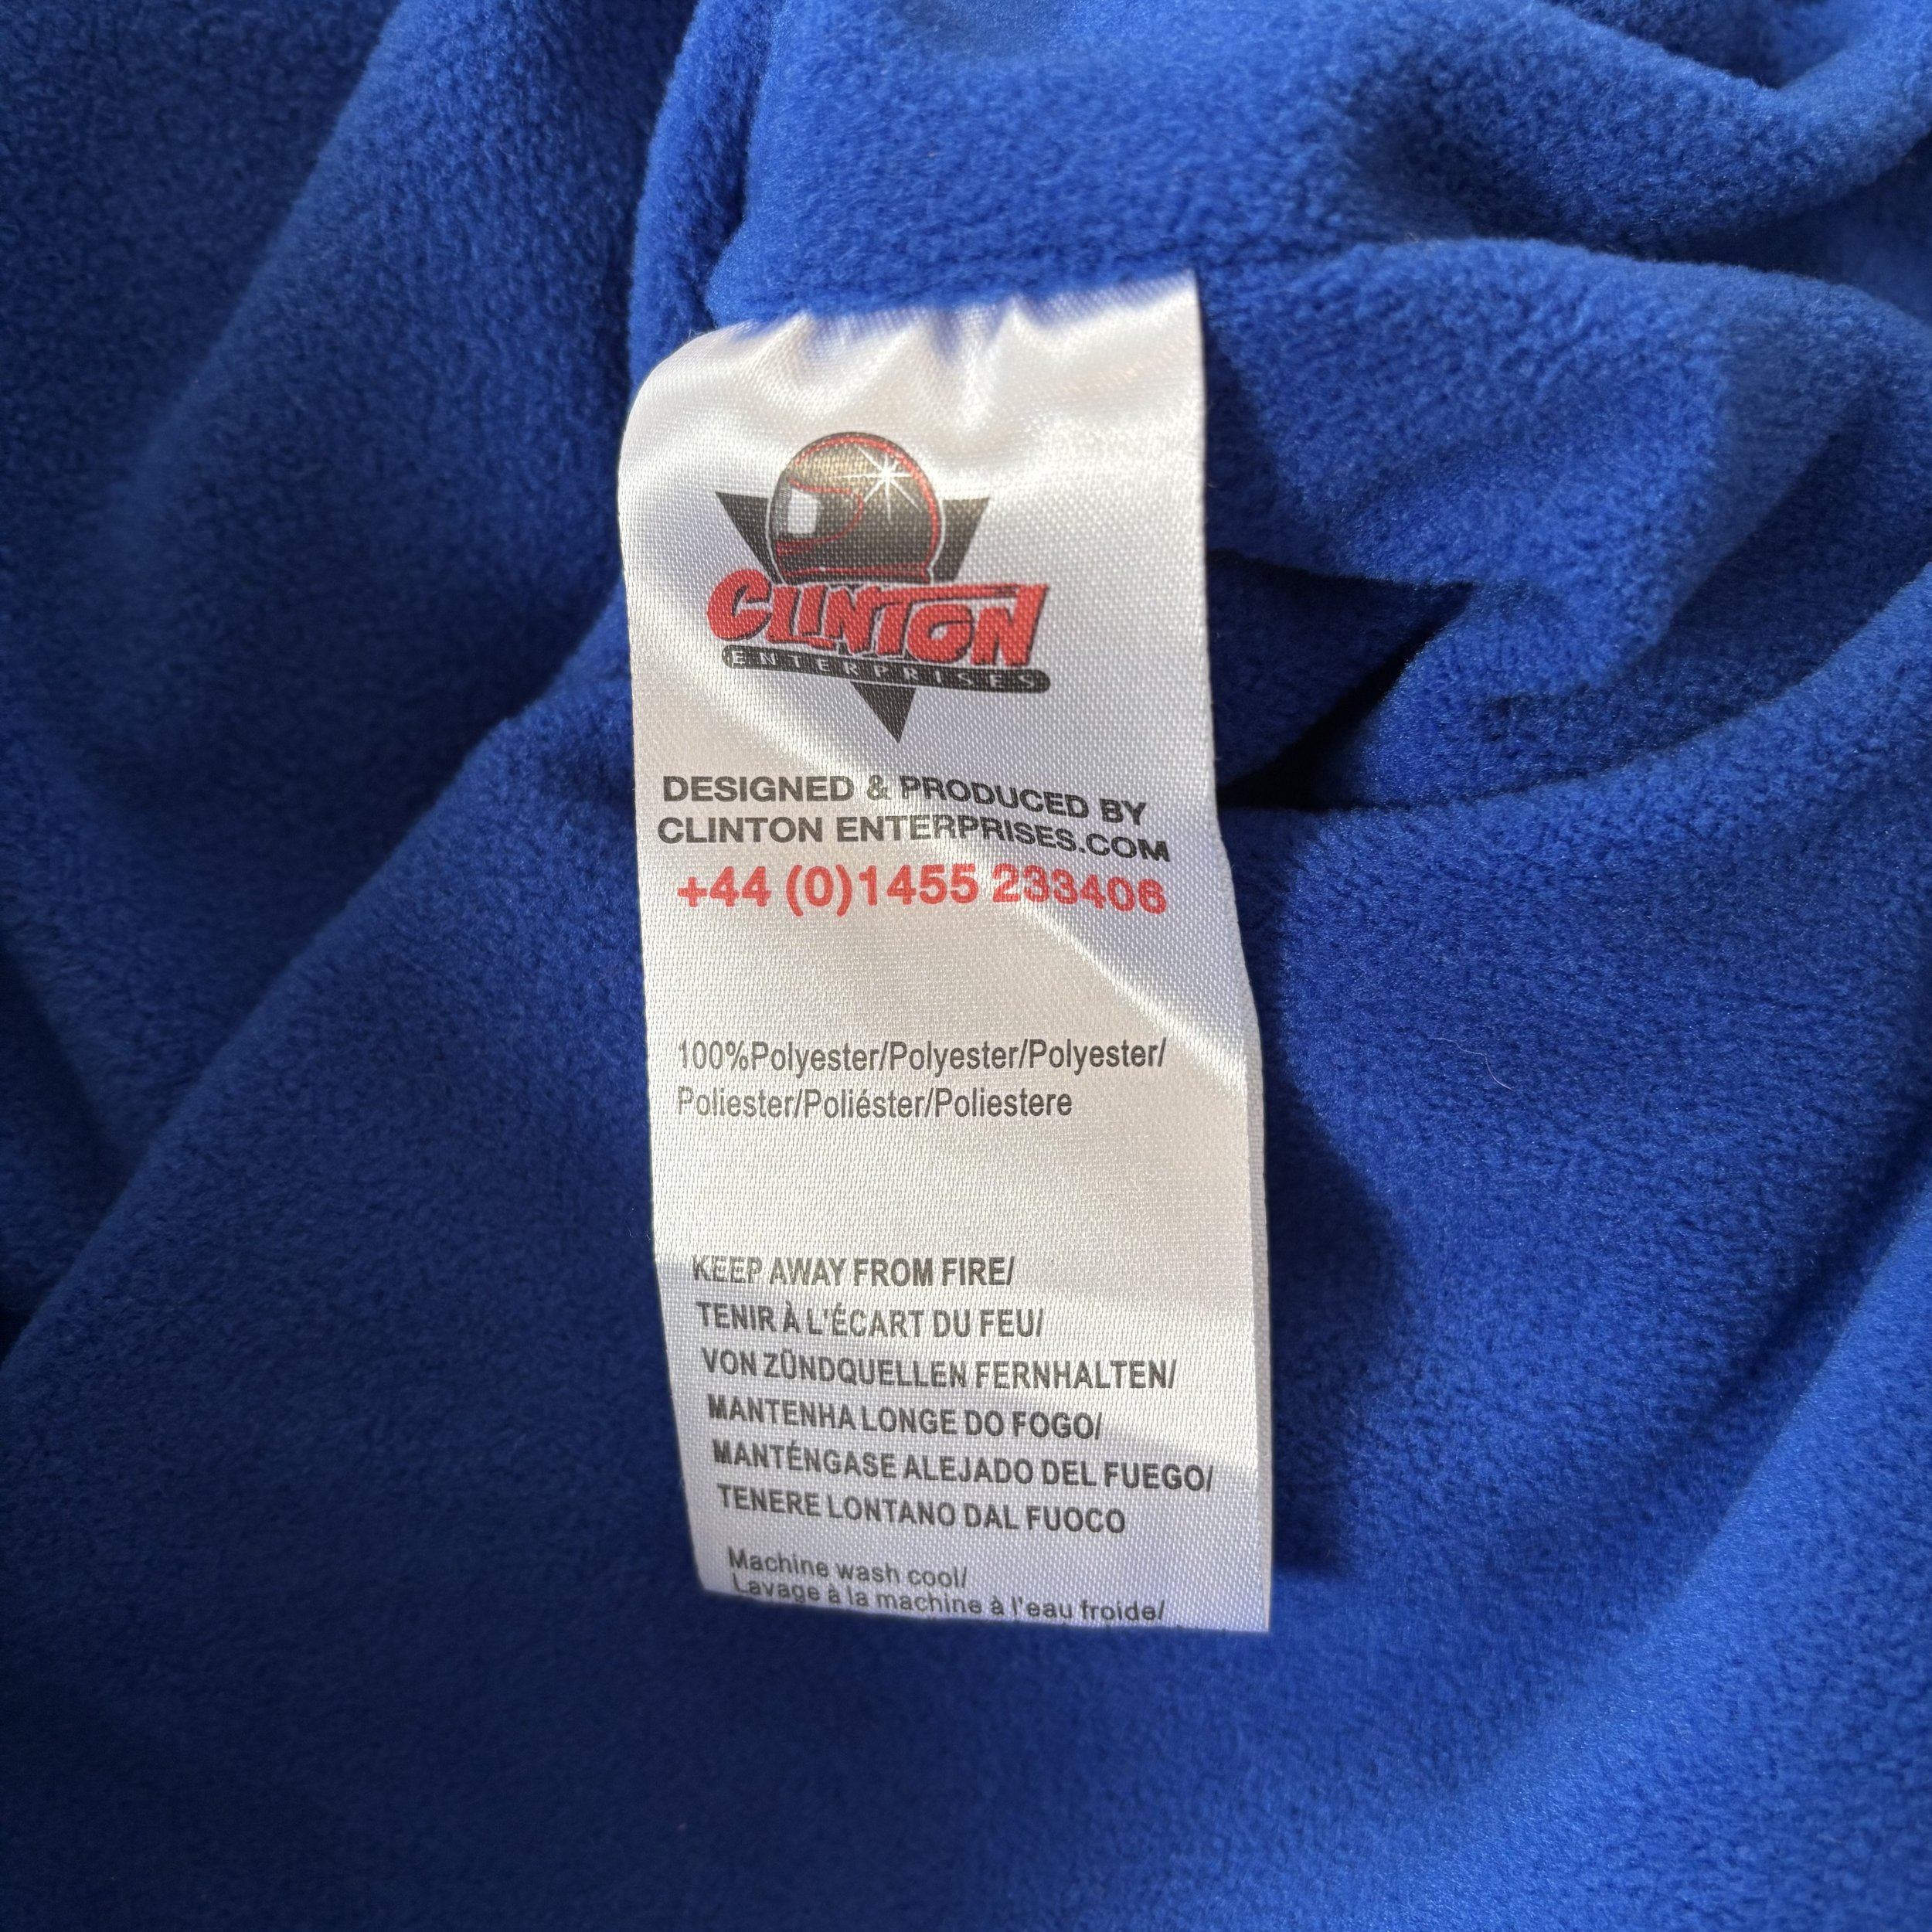 CLINTON
ENTERPRISES
DESIGNED & PRODUCED BY
CLINTON ENTERPRISES.COM
+44 (0)1455 233406
100%Polyester/Polyester/Polyester/
Poliester/Poliéster/Poliestere
KEEP AWAY FROM FIRE/
TENIR À L'ÉCART DU FEU/
VON ZÜNDQUELLEN FERNHALTEN/
MANTENHA LONGE DO FOGO/
MANTÉNGASE ALEJADO DEL FUEGO/
TENERE LONTANO DAL FUOCO
Machine wash cool/
Lavage à la machine à l'eau froide/